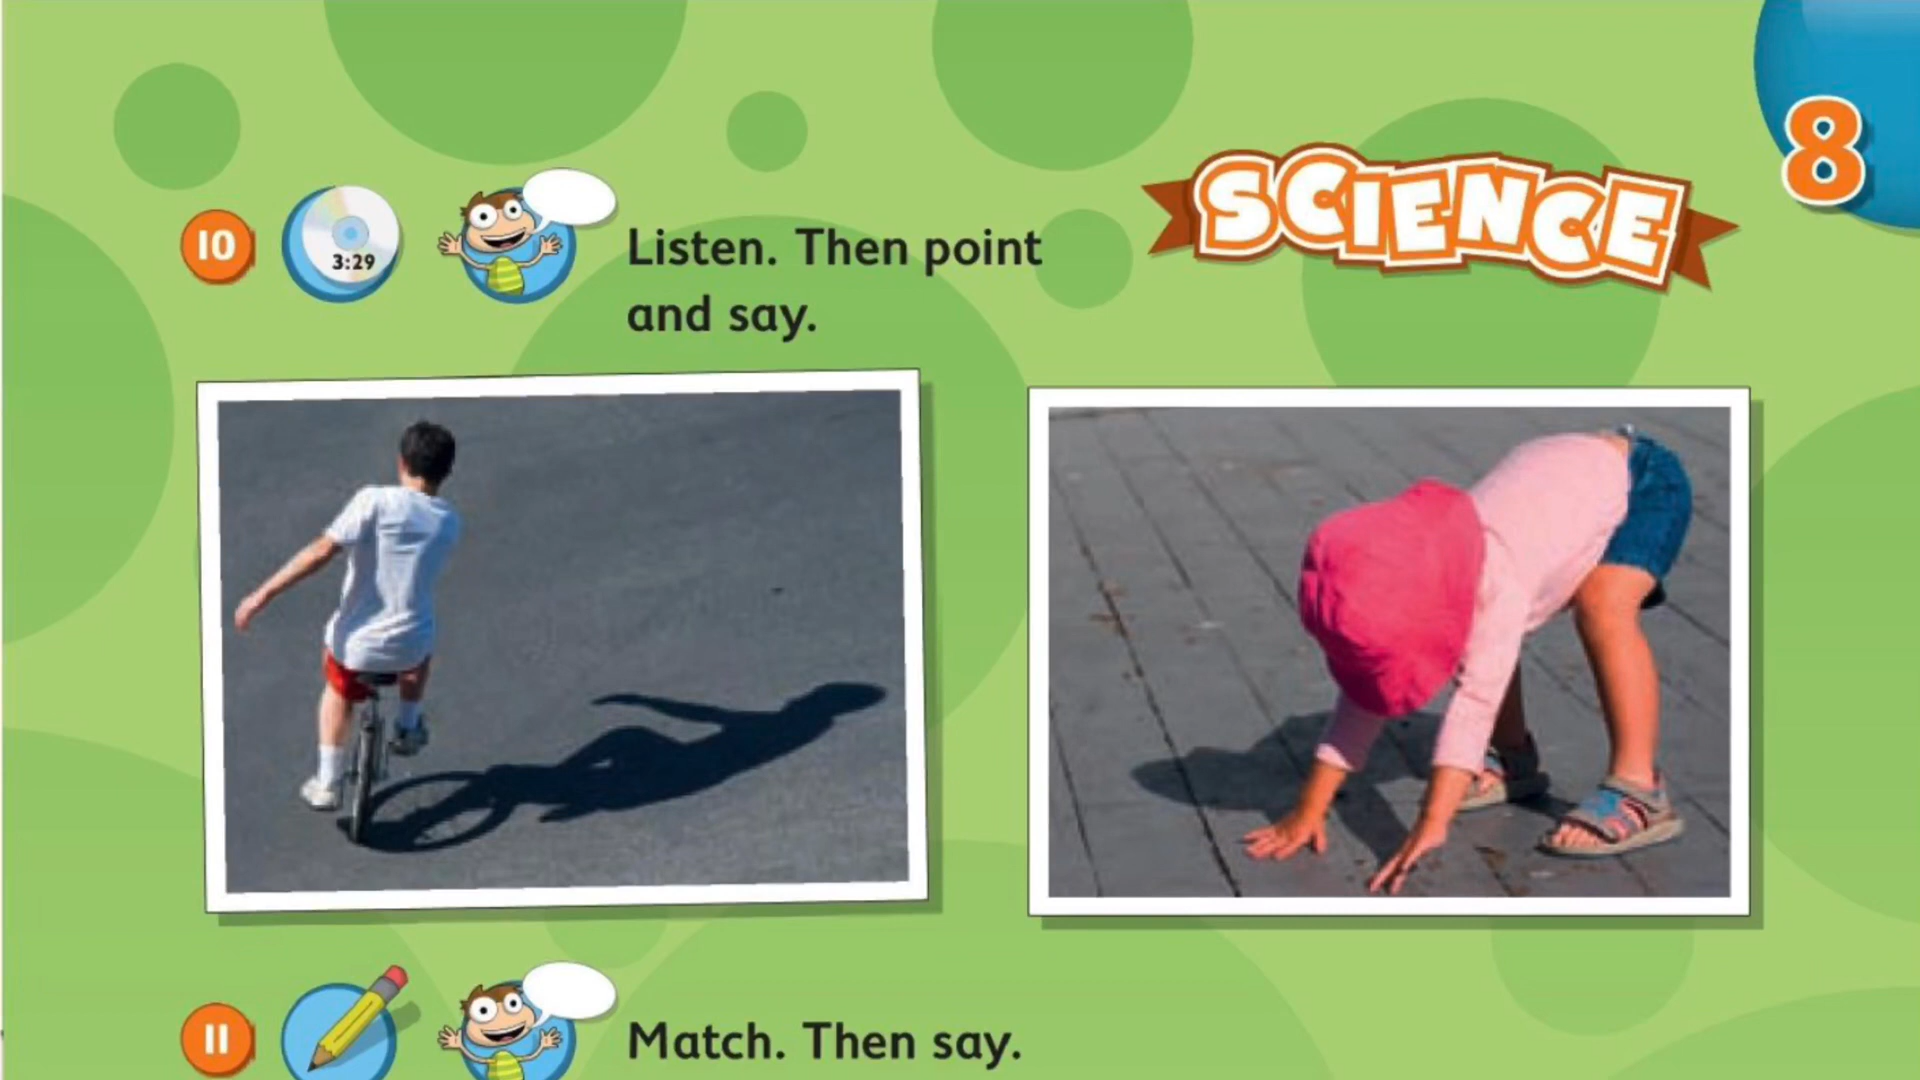 8
SCIENCE
10
3:29
Listen. Then point
and say.
11
Match. Then say.